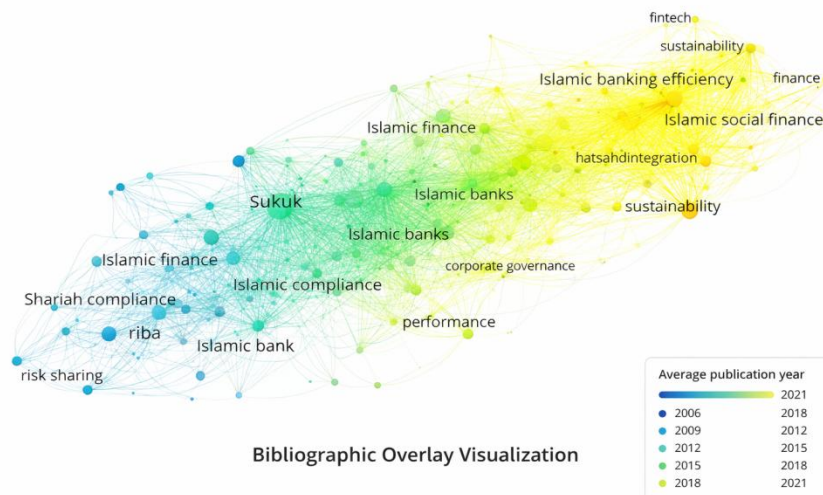 fintech
sustainability
Islamic banking efficiency
finance
Islamic social finance
Islamic finance
hatsahdintegration
Islamic banks
Sukuk
sustainability
Islamic banks
Islamic finance
corporate governance
Islamic compliance
Shariah compliance
performance
riba
Islamic bank
risk sharing
Average publication year
2021
2006 2018
2009 2012
2012 2015
2015 2018
2018 2021
Bibliographic Overlay Visualization